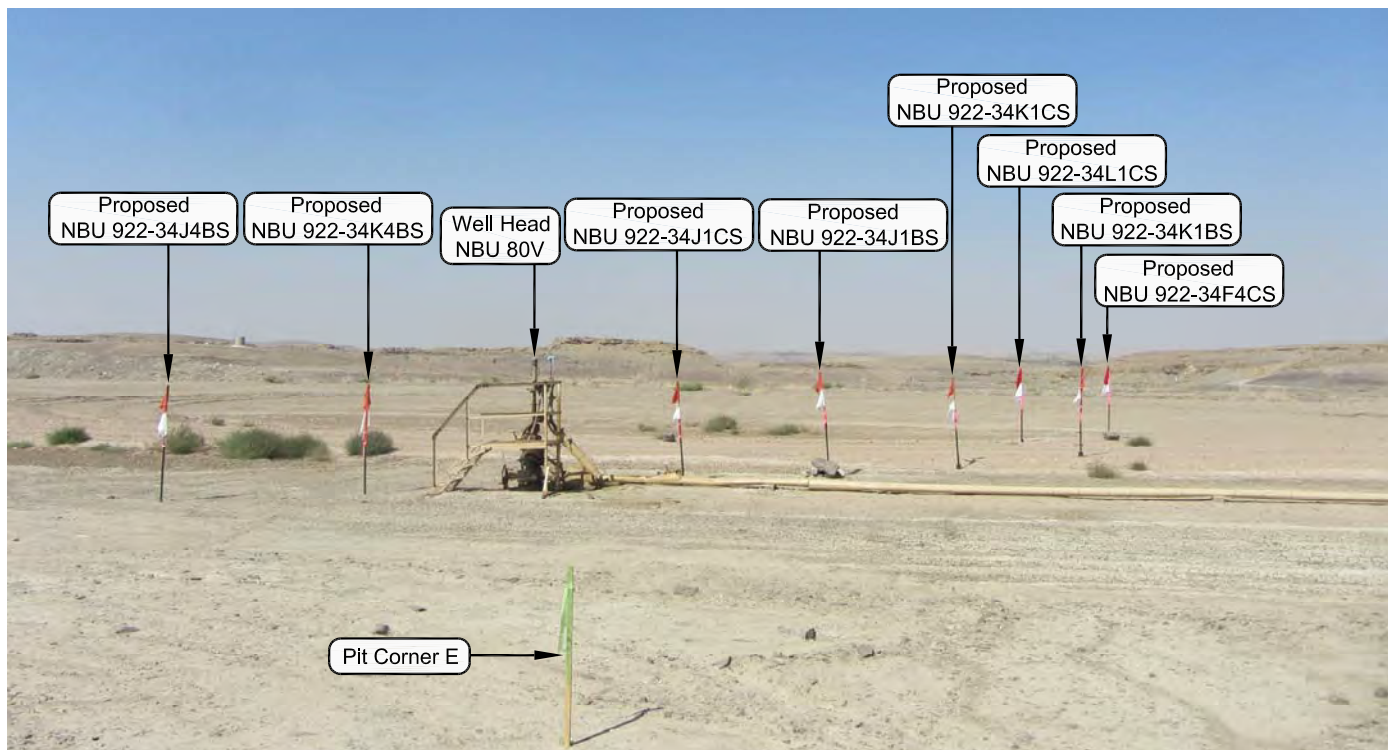 Proposed
NBU 922-34K1CS
Proposed
NBU 922-34L1CS
Proposed
NBU 922-34J4BS
Proposed
NBU 922-34K4BS
Well Head
NBU 80V
Proposed
NBU 922-34J1CS
Proposed
NBU 922-34J1BS
Proposed
NBU 922-34K1BS
Proposed
NBU 922-34F4CS
Pit Corner E